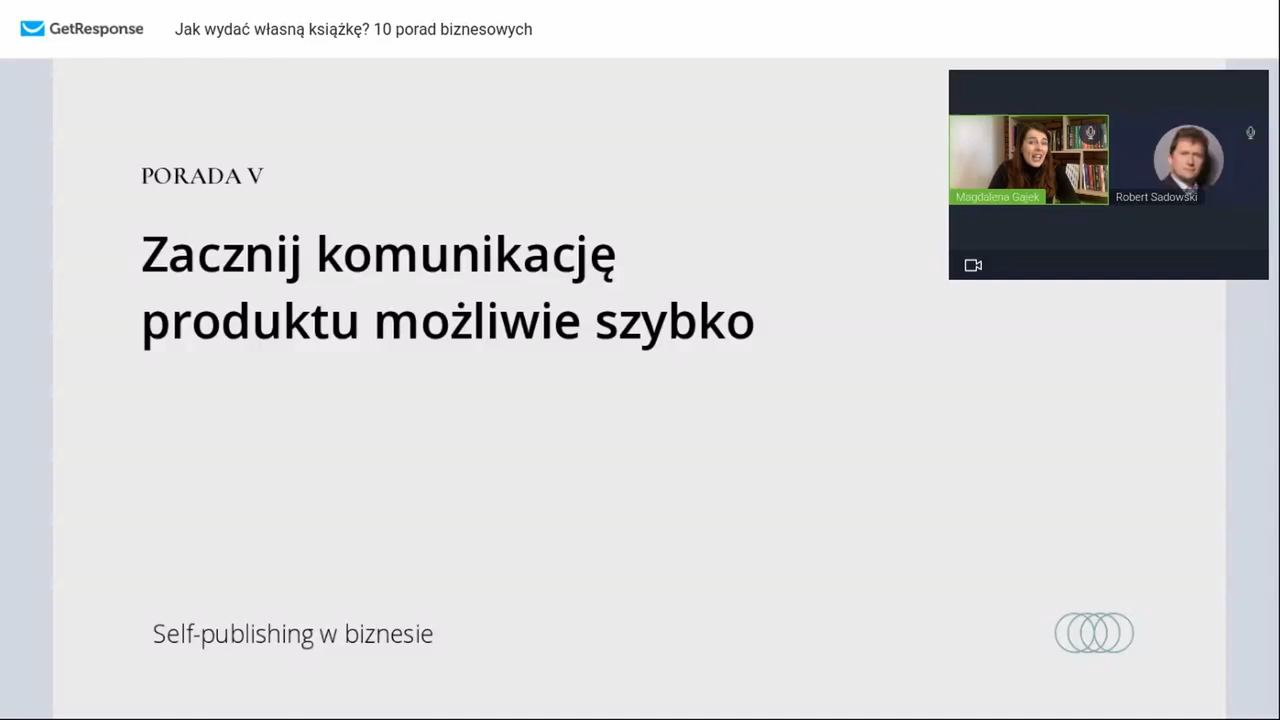 GetResponse Jak wydać własną książkę? 10 porad biznesowych
PORADA V
Zacznij komunikację
produktu możliwie szybko
Magdalena Gajek
Robert Sadowski
Self-publishing w biznesie